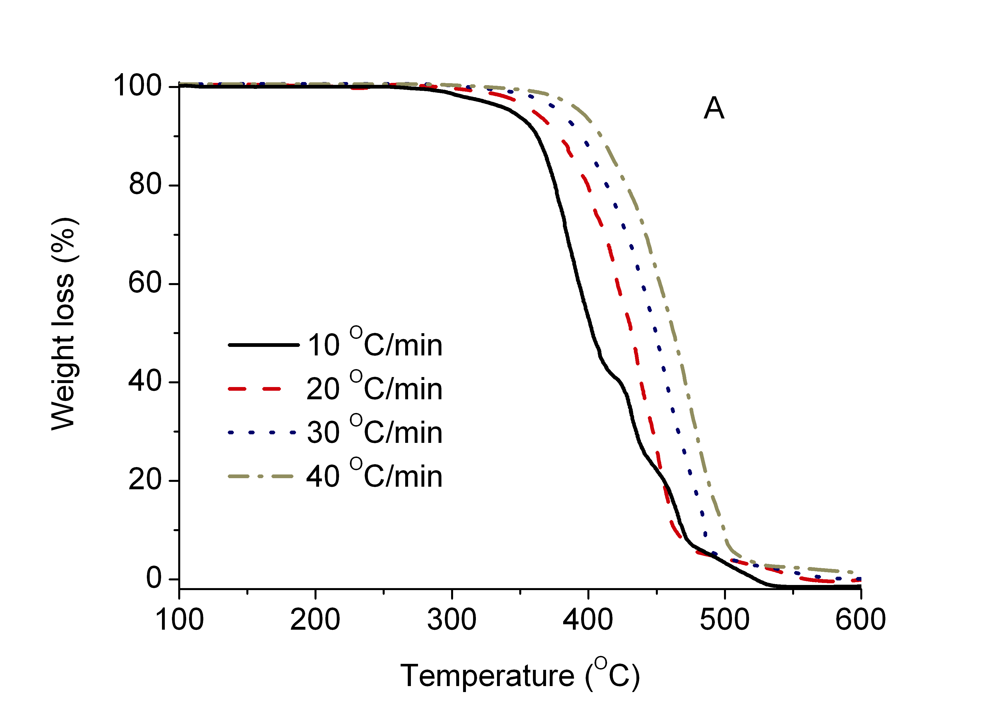 A
100
80
60
40
20
0
Weight loss (%)
10 °C/min
20 °C/min
30 °C/min
40 °C/min
100 200 300 400 500 600
Temperature (°C)